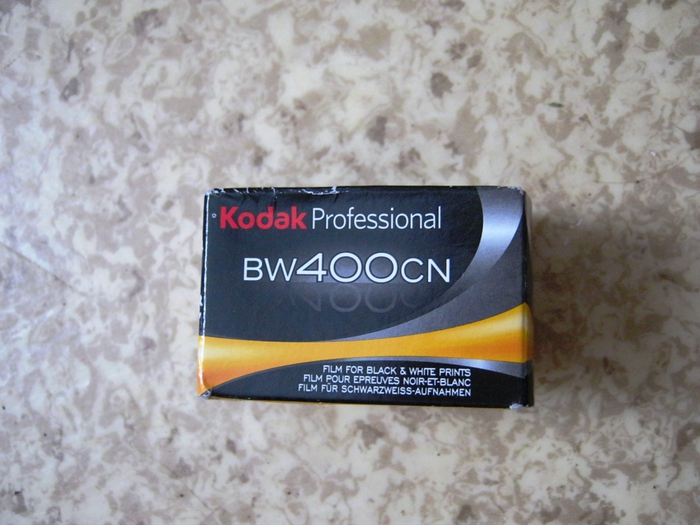 Kodak Professional
BW400CN
FILM FOR BLACK & WHITE PRINTS
FILM POUR EPREUVES NOIR-ET-BLANC
FILM FÜR SCHWARZWEISS-AUFNAHMEN